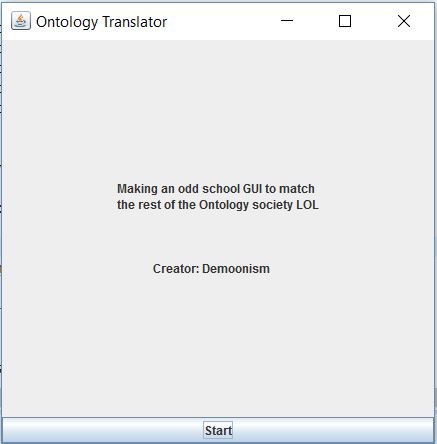 Ontology Translator
Making an odd school GUI to match
the rest of the Ontology society LOL
Creator: Demoonism
Start